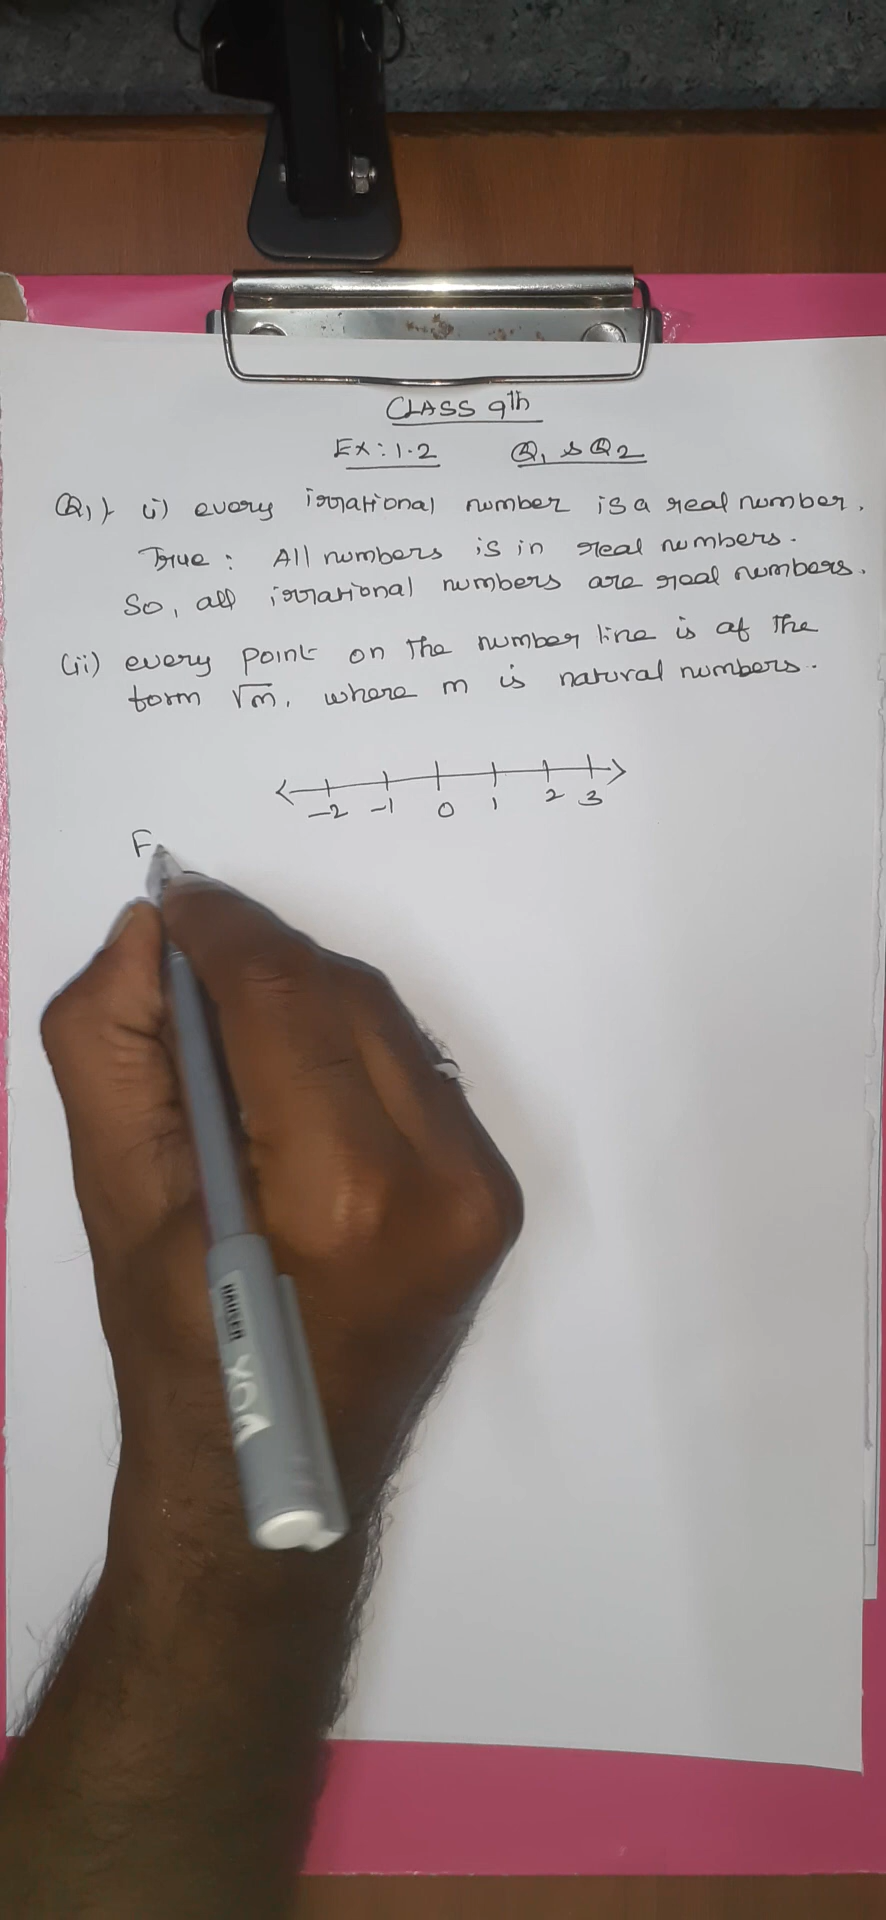 CLASS 9th
Ex: 1.2 Q1 & Q2
Q1) (i) every irrational number is a real number.
True: All numbers is in real numbers.
So, all irrational numbers are real numbers.
(ii) every point on the number line is of the
form √m, where m is natural numbers.
-2 -1 0 1 2 3
F
HAUSER XOA